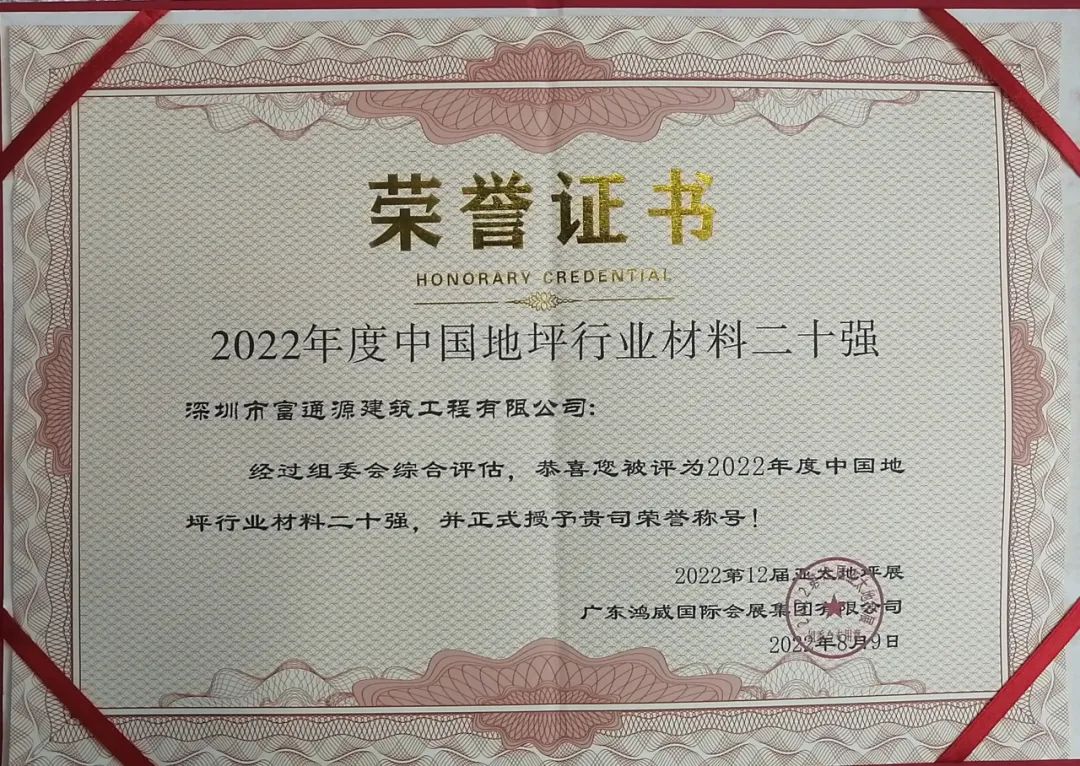 荣誉证书
HONORARY CREDENTIAL
2022年度中国地坪行业材料二十强
深圳市富通源建筑工程有限公司:
经过组委会综合评估，恭喜您被评为2022年度中国地
坪行业材料二十强，并正式授予贵司荣誉称号！
2022第12届亚太地坪展
广东鸿威国际会展集团有限公司
2022年8月9日